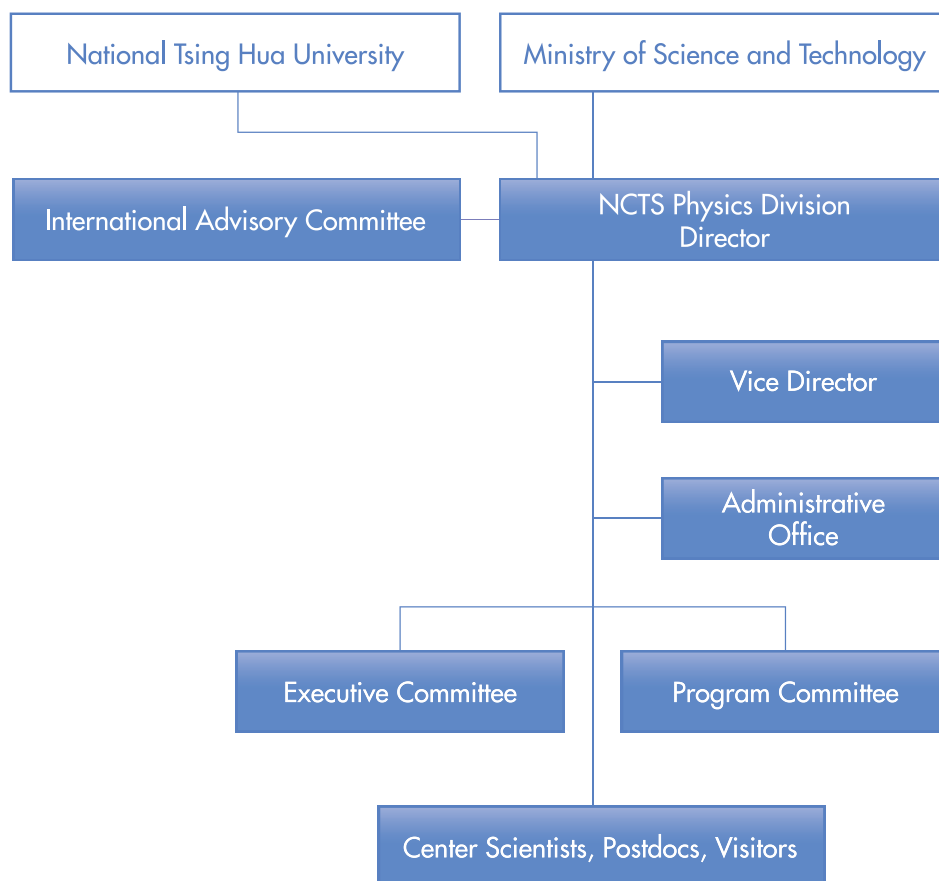 National Tsing Hua University
Ministry of Science and Technology
International Advisory Committee
NCTS Physics Division
Director
Vice Director
Administrative
Office
Executive Committee
Program Committee
Center Scientists, Postdocs, Visitors